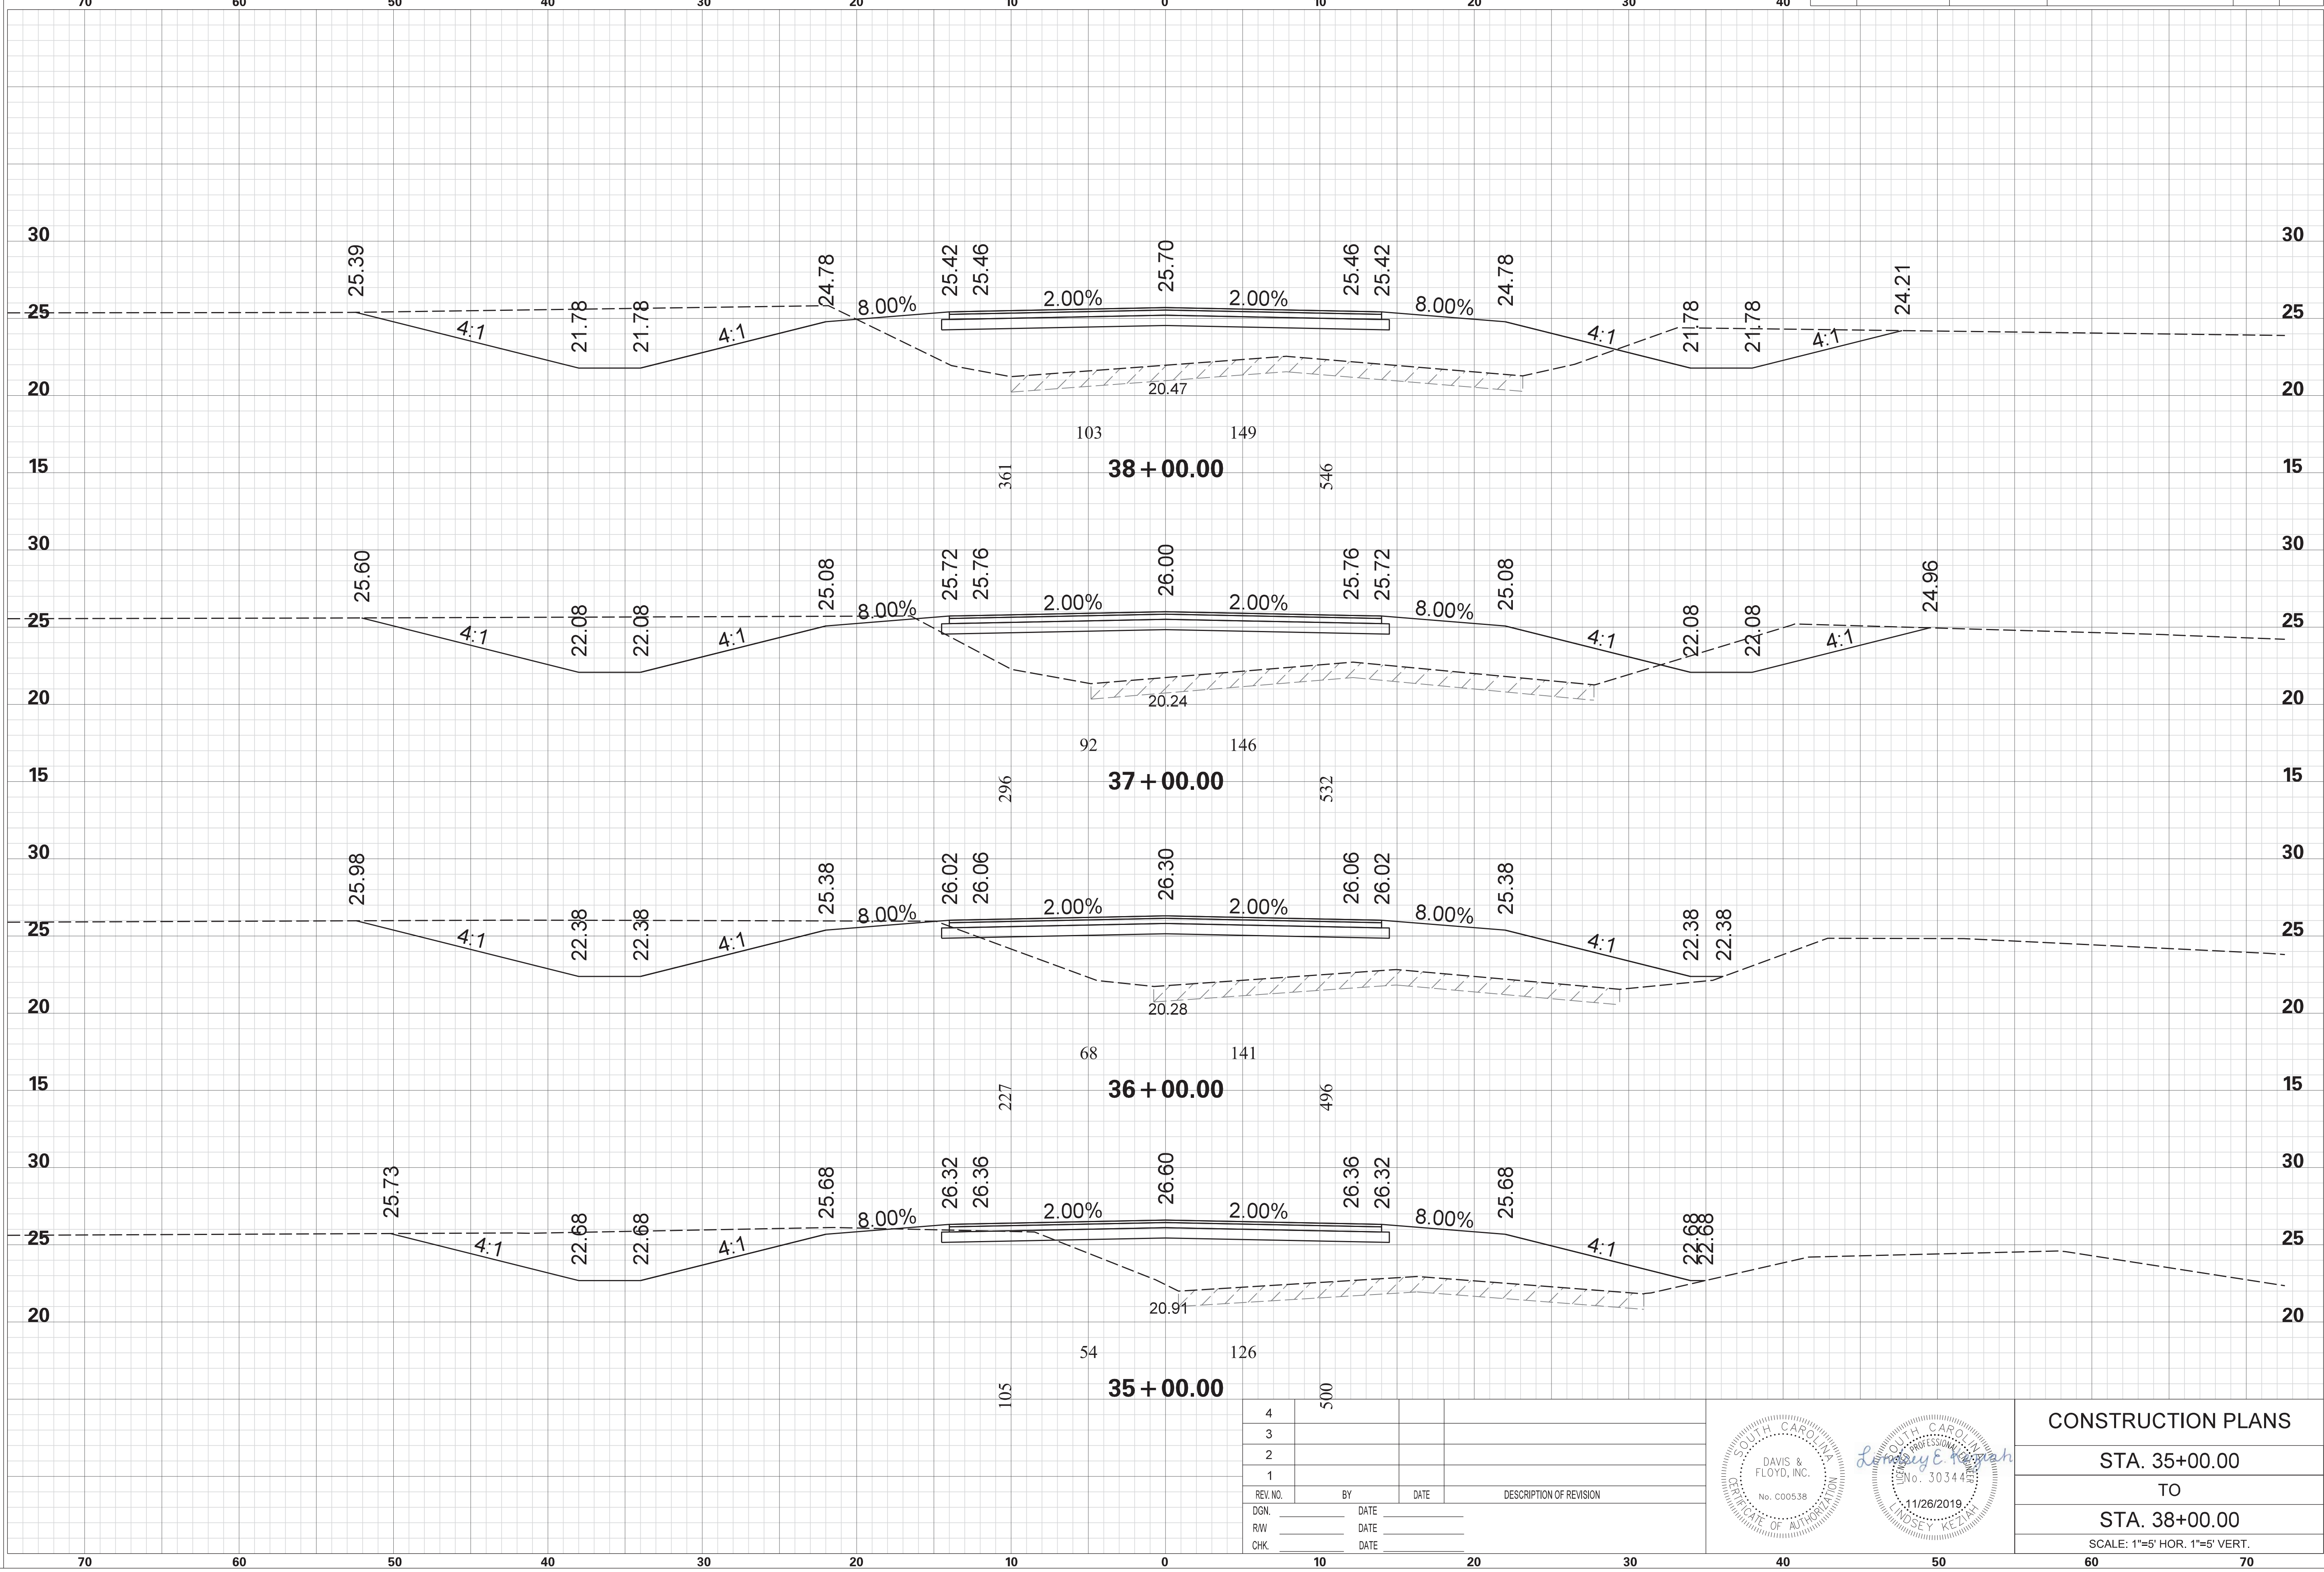 70 60 50 40 30 20 10 0 10 20 30 40
25.39 24.78 25.42 25.46 25.70 25.46 25.42 24.78 24.21
30 30
21.78 21.78 21.78 21.78
8.00% 2.00% 2.00% 8.00%
25 25
4:1 4:1 4:1 4:1
20 20.47 20
103 149
15 38+00.00 15
361 546
25.60 25.08 25.72 25.76 26.00 25.76 25.72 25.08 24.96
30 30
22.08 22.08 22.08 22.08
8.00% 2.00% 2.00% 8.00%
25 25
4:1 4:1 4:1 4:1
20 20.24 20
92 146
15 37+00.00 15
296 532
25.98 25.38 26.02 26.06 26.30 26.06 26.02 25.38
30 30
22.38 22.38 22.38 22.38
8.00% 2.00% 2.00% 8.00%
25 25
4:1 4:1 4:1
20 20.28 20
68 141
15 36+00.00 15
227 496
25.73 25.68 26.32 26.36 26.60 26.36 26.32 25.68
30 30
22.68 22.68 22.68 22.68
8.00% 2.00% 2.00% 8.00%
25 25
4:1 4:1 4:1
20 20.91 20
54 126
35+00.00
105 500
4
3
2
1
REV. NO. BY DATE DESCRIPTION OF REVISION
DGN. DATE
R/W DATE
CHK. DATE
SOUTH CAROLINA
DAVIS &
FLOYD, INC.
No. C00538
CERTIFICATE OF AUTHORIZATION
SOUTH CAROLINA
LICENSED PROFESSIONAL ENGINEER
Lindsey E. Keziah
No. 30344
11/26/2019
LINDSEY KEZIAH
CONSTRUCTION PLANS
STA. 35+00.00
TO
STA. 38+00.00
SCALE: 1"=5' HOR. 1"=5' VERT.
70 60 50 40 30 20 10 0 10 20 30 40 50 60 70